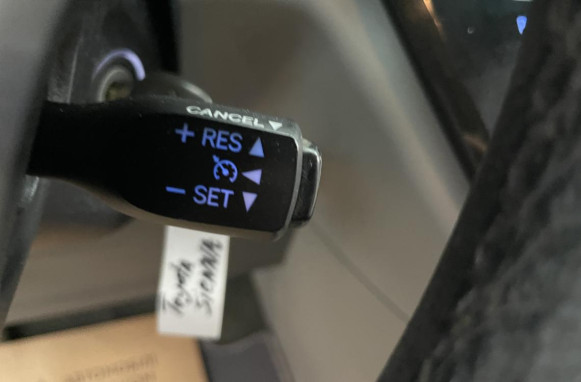 CANCEL ▼
+ RES ▲
◀
- SET ▼
Toyota
SIENNA